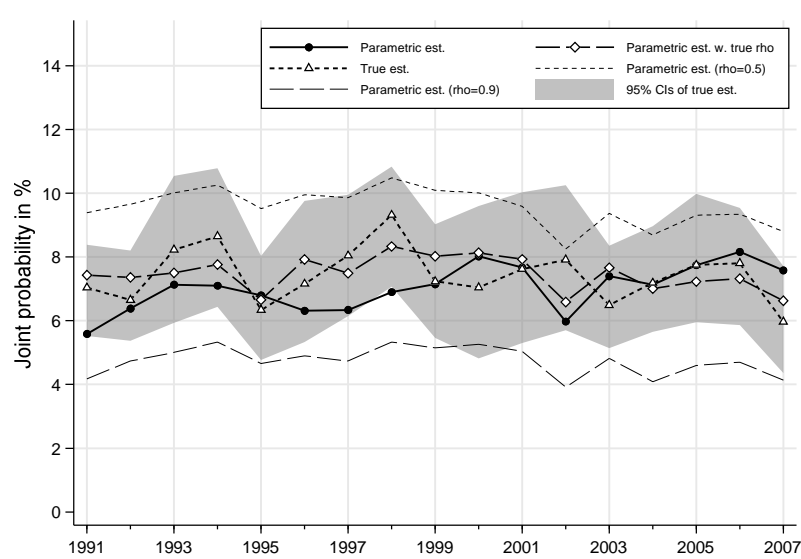 Parametric est.
Parametric est. w. true rho
True est.
Parametric est. (rho=0.5)
Parametric est. (rho=0.9)
95% CIs of true est.
Joint probability in %
14
12
10
8
6
4
2
0
1991 1993 1995 1997 1999 2001 2003 2005 2007